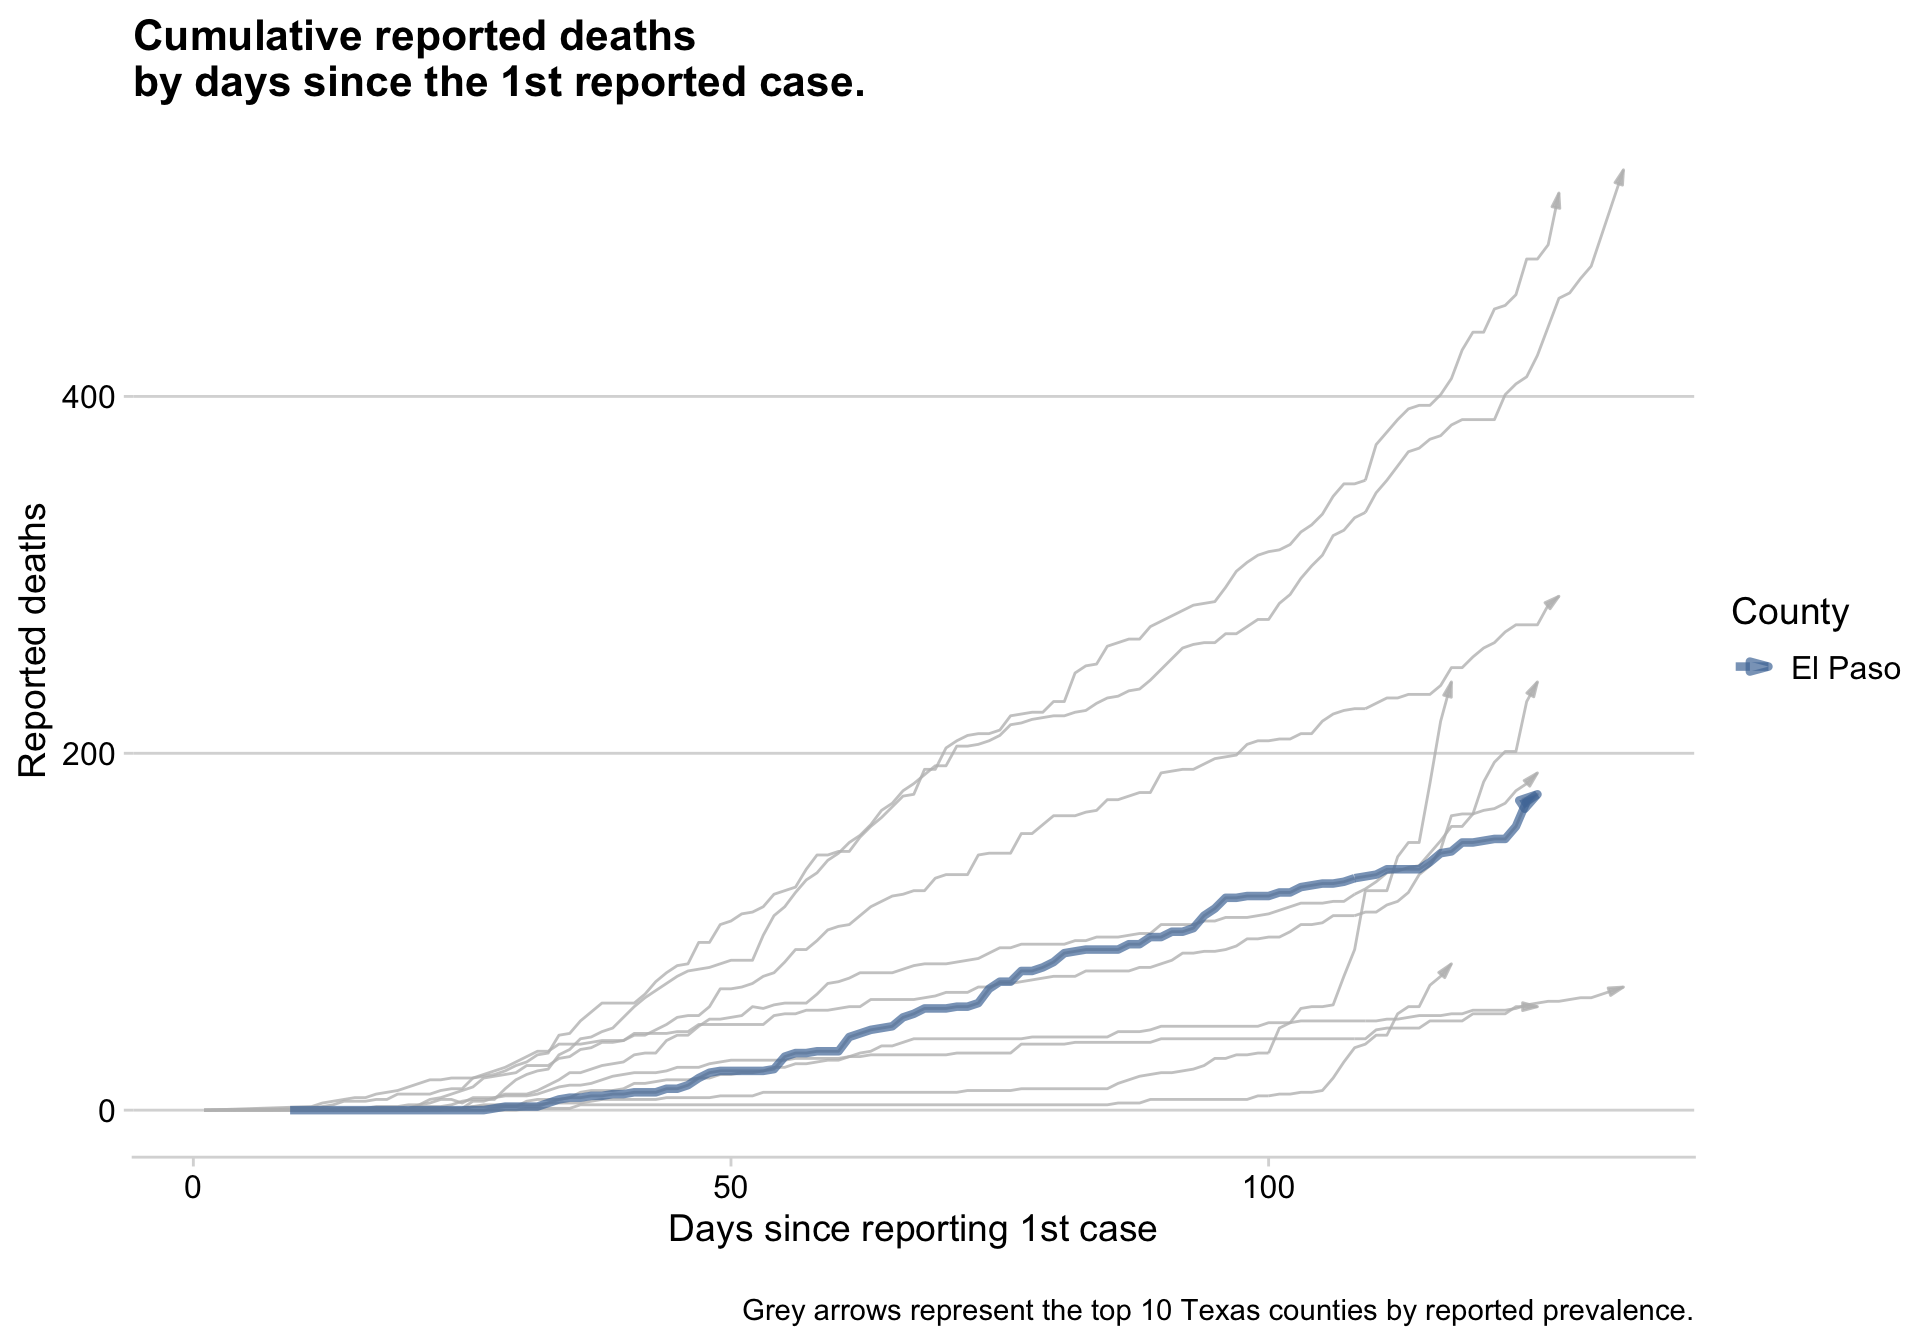 Cumulative reported deaths
by days since the 1st reported case.
Reported deaths
400
200
0
0 50 100
Days since reporting 1st case
County
El Paso
Grey arrows represent the top 10 Texas counties by reported prevalence.